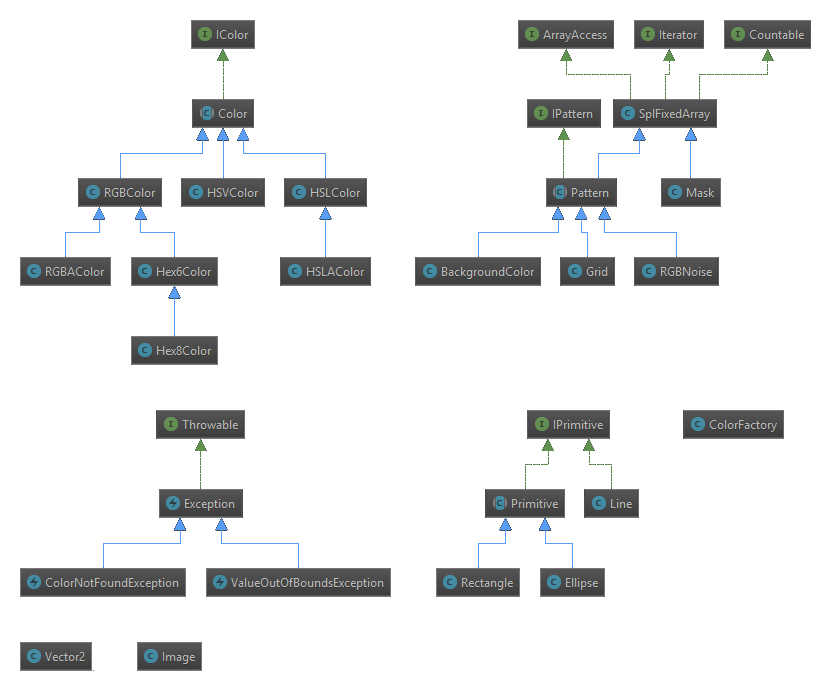 IColor
ArrayAccess
Iterator
Countable
Color
IPattern
SplFixedArray
RGBColor
HSVColor
HSLColor
Pattern
Mask
RGBAColor
Hex6Color
HSLAColor
BackgroundColor
Grid
RGBNoise
Hex8Color
Throwable
IPrimitive
ColorFactory
Exception
Primitive
Line
ColorNotFoundException
ValueOutOfBoundsException
Rectangle
Ellipse
Vector2
Image